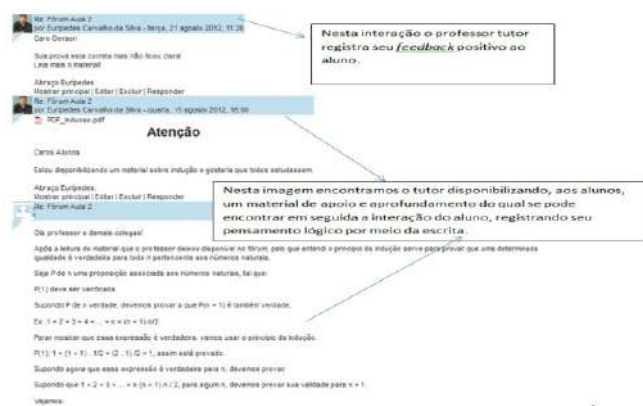 Re: Fórum Aula 2
por Euripedes Carvalho da Silva - terça, 21 agosto 2012, 11:28
Caro Gerson
Sua prova esta correta mas não ficou clara!
Leia mais o material!
Abraço Euripedes
Mostrar principal | Editar | Excluir | Responder
Re: Fórum Aula 2
por Euripedes Carvalho da Silva - quarta, 15 agosto 2012,
PDF_Inducao.pdf
Atenção
Caros Alunos
Estou disponibilizando um material sobre indução e gostaria que todos estudassem.
Abraço Euripedes.
Mostrar principal | Editar | Excluir | Responder
Re: Fórum Aula 2
Nesta interação o professor tutor
registra seu feedback positivo ao
aluno.
Nesta imagem encontramos o tutor disponibilizando, aos alunos,
um material de apoio e aprofundamento do qual se pode
encontrar em seguida a interação do aluno, registrando seu
pensamento lógico por meio da escrita.
Olá professor e demais colegas!
Após a leitura do material que o professor deixou disponível no fórum, pelo que entendi o princípio da indução serve para provar que uma determinada
qualidade é verdadeira para todo n pertencente aos números naturais.
Seja P de n uma proposição associada aos números naturais, tal que:
P(1) deve ser verificada
Supondo P de n verdade, devemos provar a que P(n + 1) é também verdade.
Ex: 1 + 2 + 3 + 4 + ... + n = (n + 1).n/2
Parar mostrar que essa expressão é verdadeira, vamos usar o princípio da indução.
P(1): 1 = (1 + 1) . 1/2 = (2 . 1) /2 = 1, assim está provado.
Supondo agora que essa expressão é verdadeira para n, devemos provar
Supondo que 1 + 2 + 3 + ... + n = (n + 1).n / 2, para algum n, devemos provar sua validade para n + 1.
Vejamos: